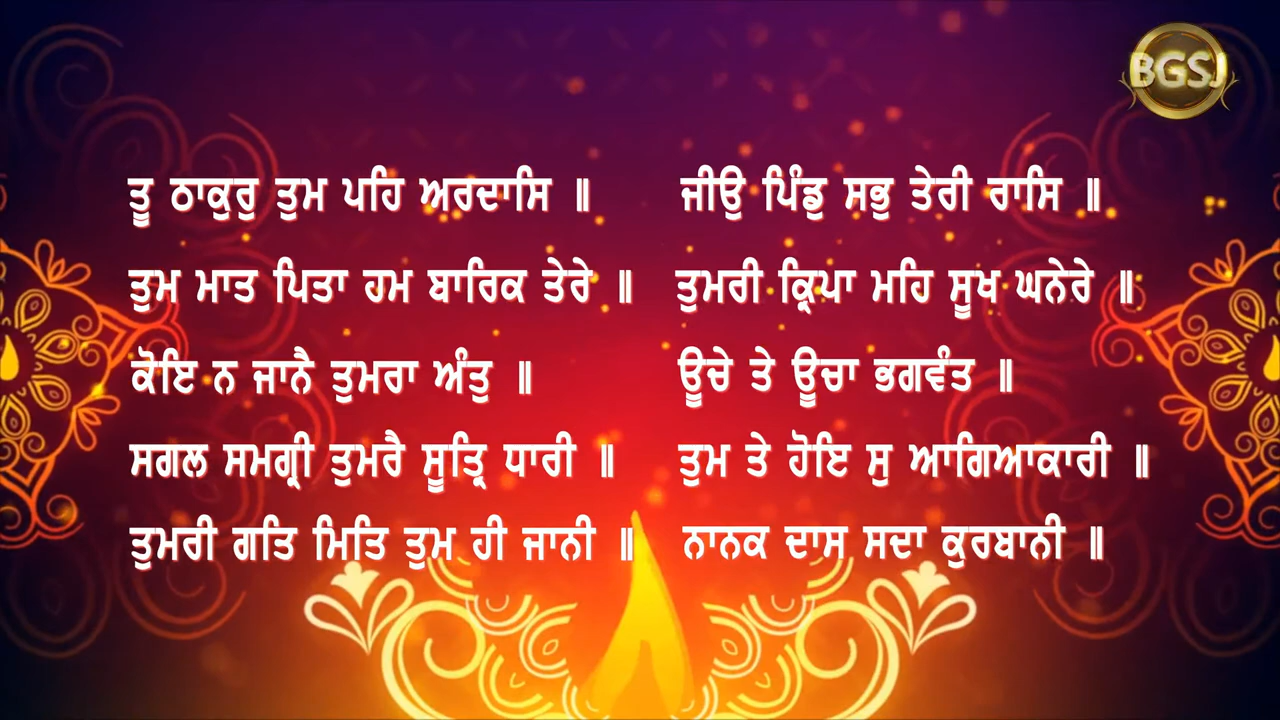 BGSJ
ਤੂ ਠਾਕੁਰੁ ਤੁਮ ਪਹਿ ਅਰਦਾਸਿ ॥ ਜੀਉ ਪਿੰਡੁ ਸਭੁ ਤੇਰੀ ਰਾਸਿ ॥
ਤੁਮ ਮਾਤ ਪਿਤਾ ਹਮ ਬਾਰਿਕ ਤੇਰੇ ॥ ਤੁਮਰੀ ਕ੍ਰਿਪਾ ਮਹਿ ਸੂਖ ਘਨੇਰੇ ॥
ਕੋਇ ਨ ਜਾਨੈ ਤੁਮਰਾ ਅੰਤੁ ॥ ਊਚੇ ਤੇ ਊਚਾ ਭਗਵੰਤ ॥
ਸਗਲ ਸਮਗ੍ਰੀ ਤੁਮਰੈ ਸੂਤ੍ਰਿ ਧਾਰੀ ॥ ਤੁਮ ਤੇ ਹੋਇ ਸੁ ਆਗਿਆਕਾਰੀ ॥
ਤੁਮਰੀ ਗਤਿ ਮਿਤਿ ਤੁਮ ਹੀ ਜਾਨੀ ॥ ਨਾਨਕ ਦਾਸ ਸਦਾ ਕੁਰਬਾਨੀ ॥